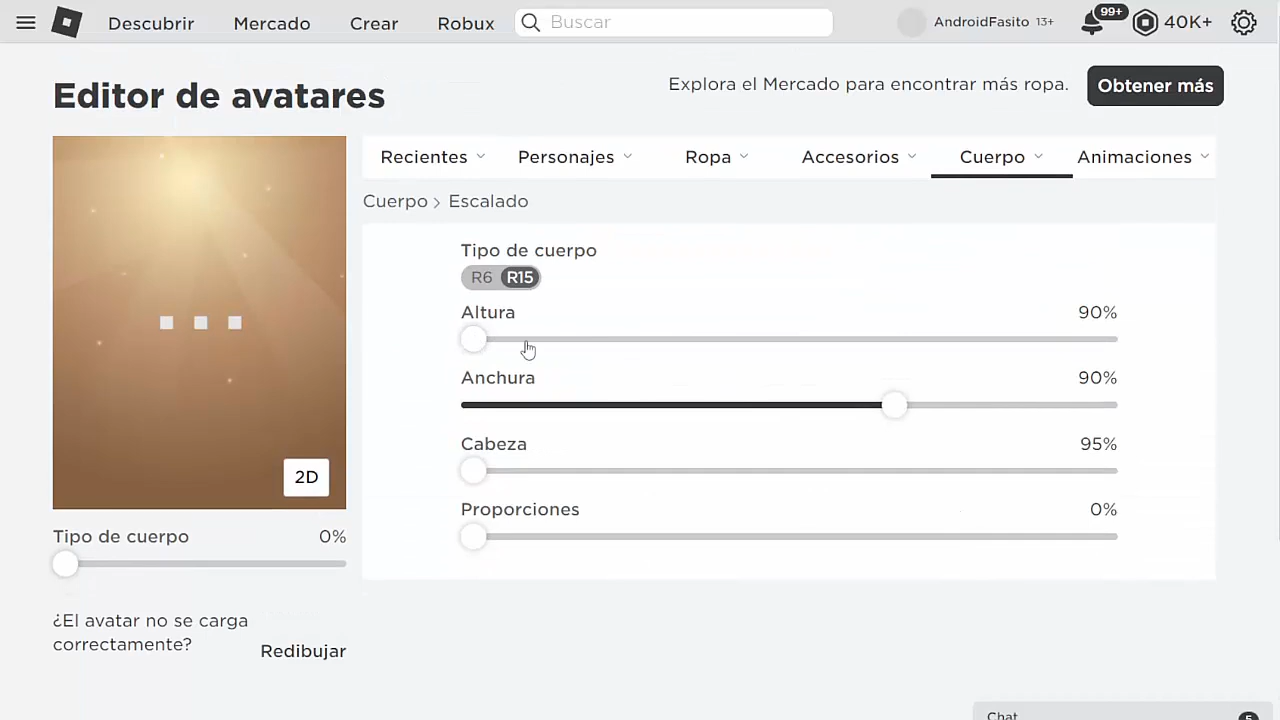 Descubrir Mercado Crear Robux Buscar AndroidFasito 13+ 99+ 40K+
Editor de avatares
Explora el Mercado para encontrar más ropa. Obtener más
Recientes Personajes Ropa Accesorios Cuerpo Animaciones
Cuerpo > Escalado
Tipo de cuerpo
R6 R15
Altura 90%
Anchura 90%
Cabeza 95%
Proporciones 0%
2D
Tipo de cuerpo 0%
¿El avatar no se carga
correctamente?
Redibujar
Chat